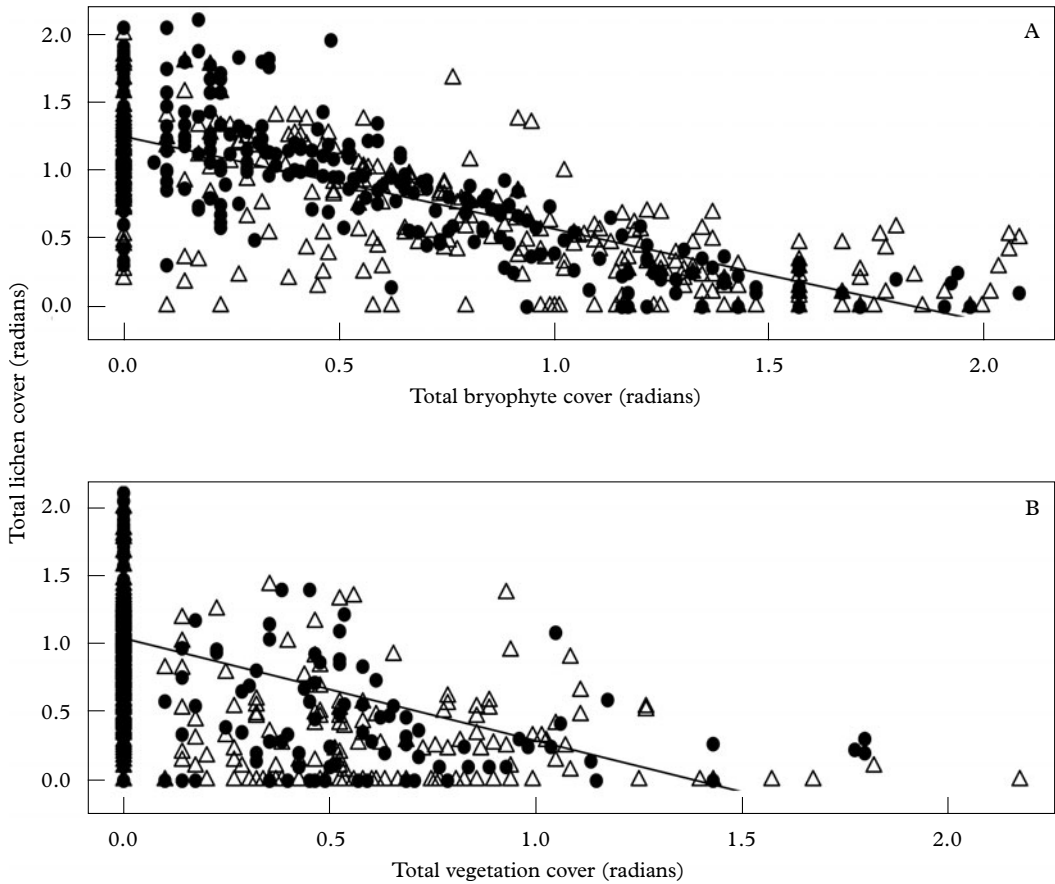 A
2.0
1.5
1.0
0.5
0.0
0.0 0.5 1.0 1.5 2.0
Total bryophyte cover (radians)
Total lichen cover (radians)
B
2.0
1.5
1.0
0.5
0.0
0.0 0.5 1.0 1.5 2.0
Total vegetation cover (radians)